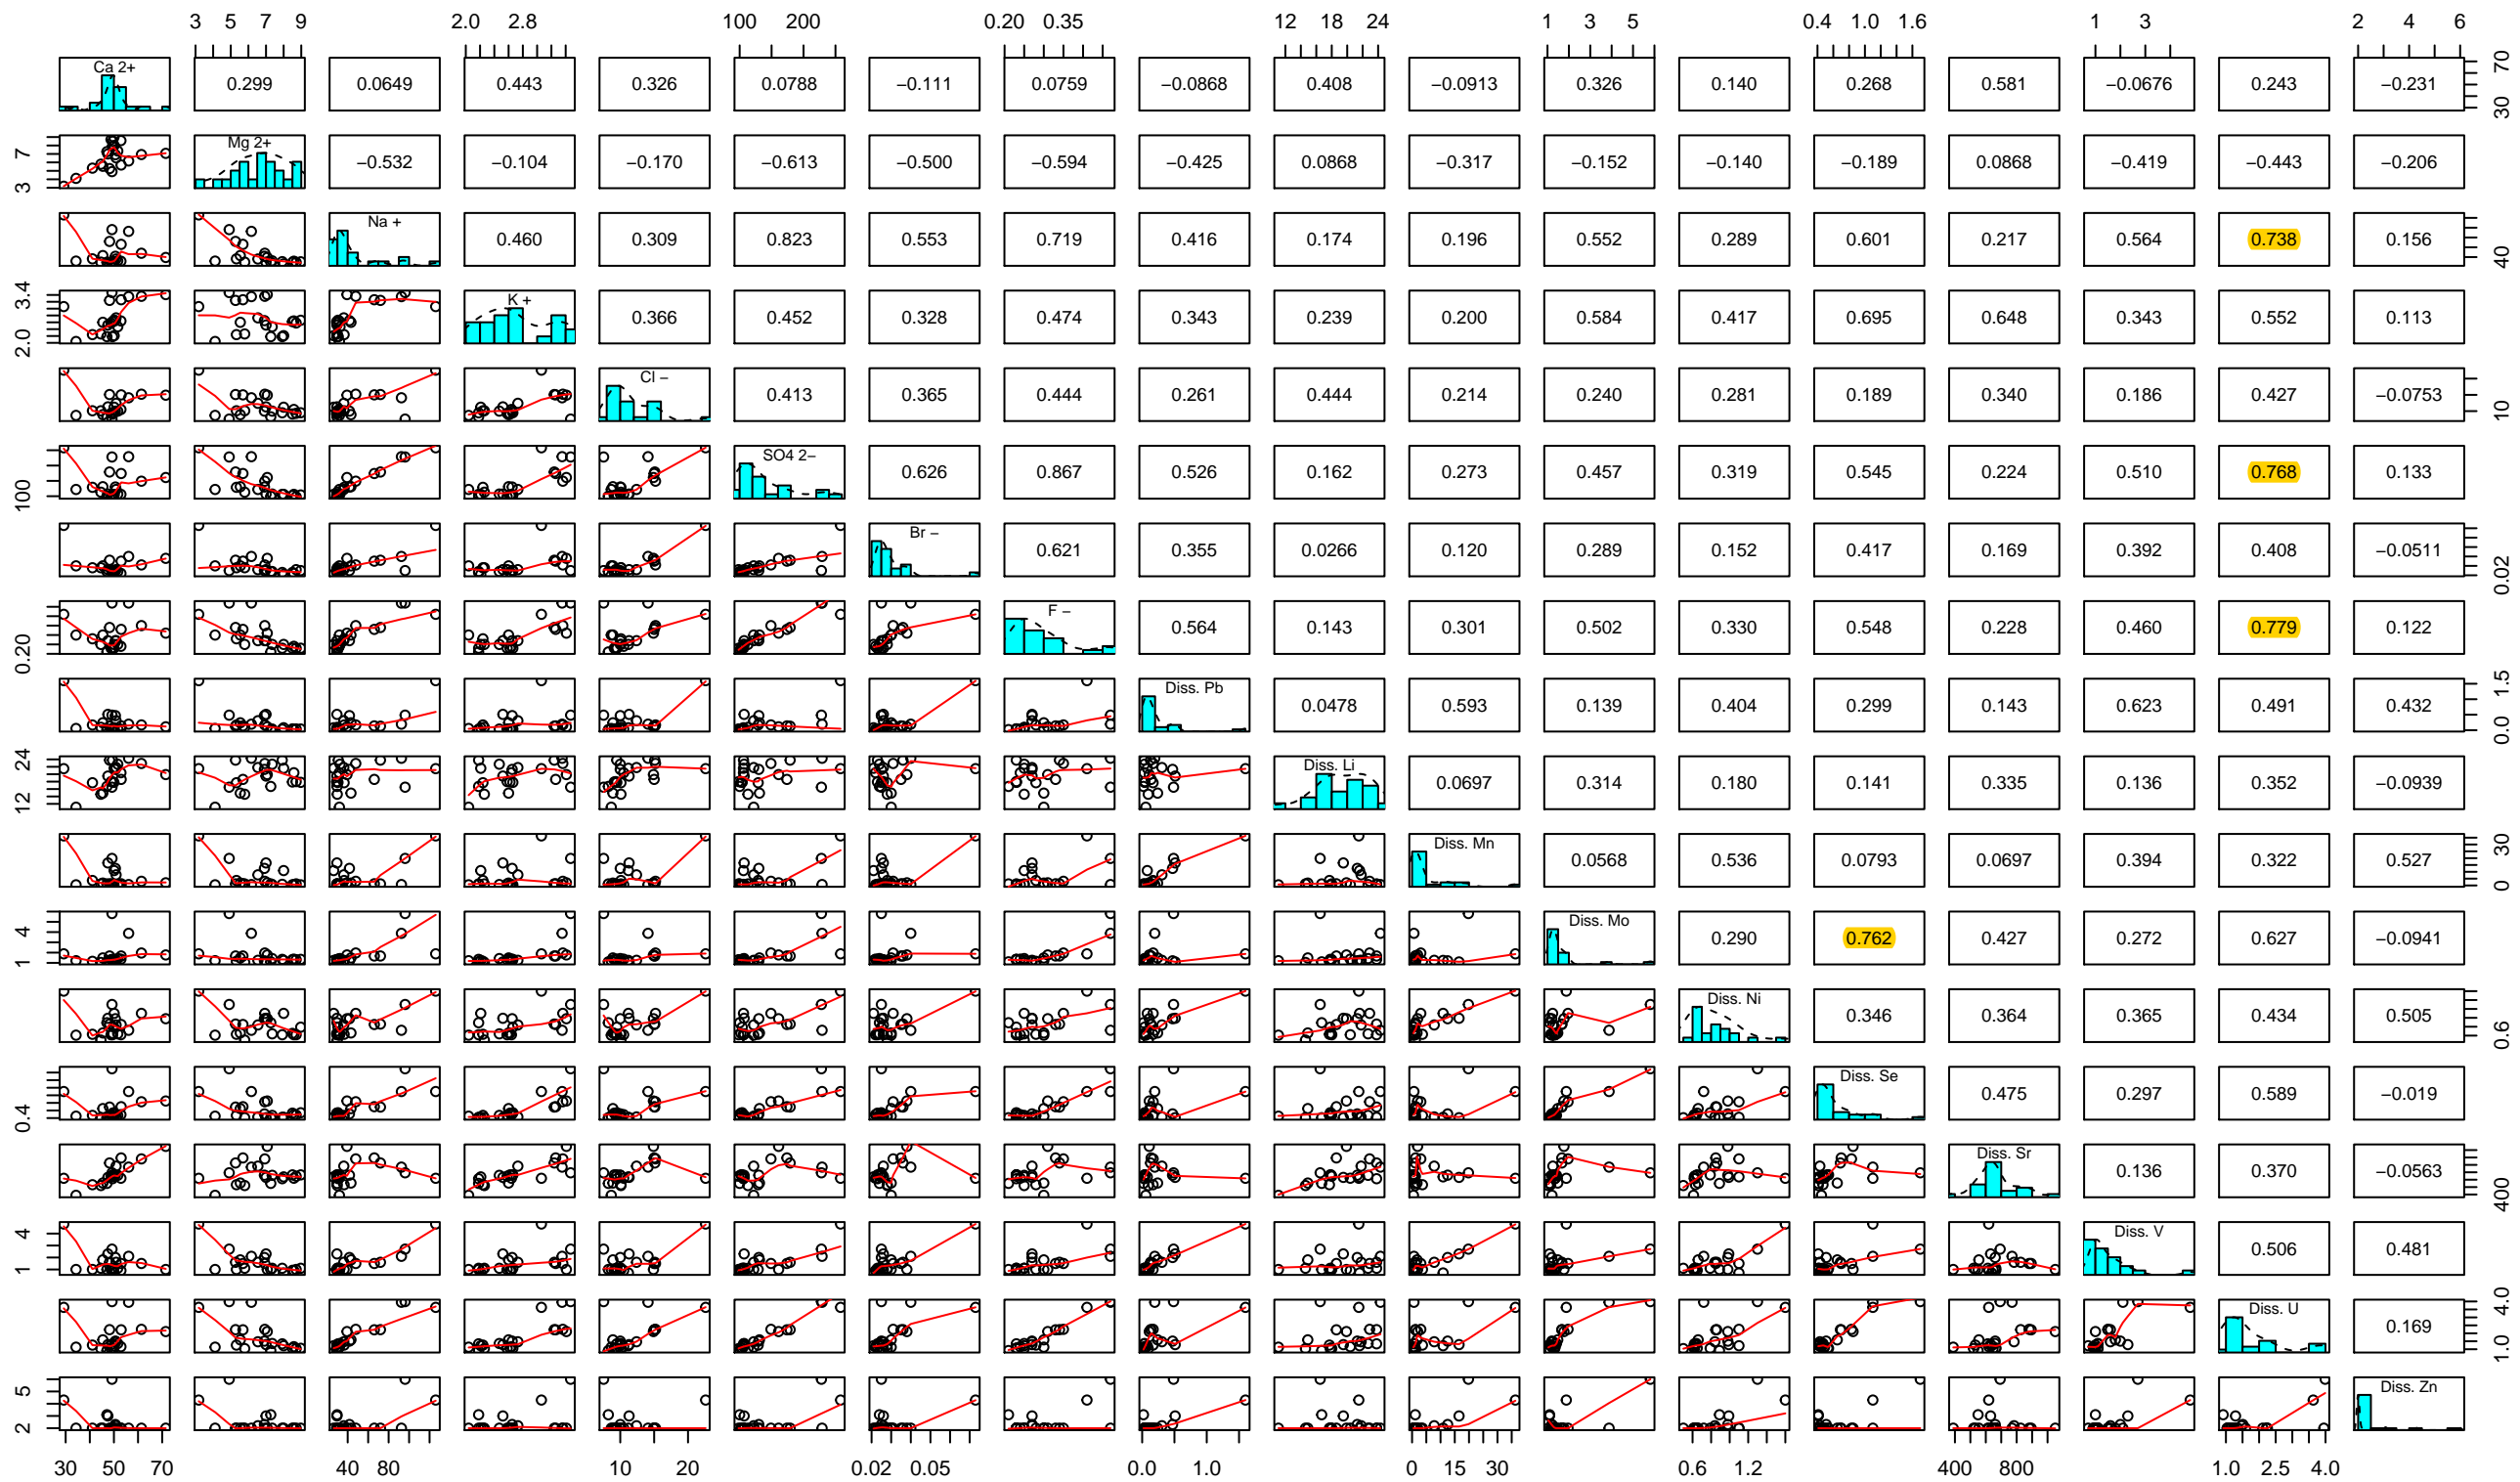 3 5 7 9 2.0 2.8 100 200 0.20 0.35 12 18 24 1 3 5 0.4 1.0 1.6 1 3 2 4 6
Ca 2+ 0.299 0.0649 0.443 0.326 0.0788 −0.111 0.0759 −0.0868 0.408 −0.0913 0.326 0.140 0.268 0.581 −0.0676 0.243 −0.231 30 70
3 7 Mg 2+ −0.532 −0.104 −0.170 −0.613 −0.500 −0.594 −0.425 0.0868 −0.317 −0.152 −0.140 −0.189 0.0868 −0.419 −0.443 −0.206
Na + 0.460 0.309 0.823 0.553 0.719 0.416 0.174 0.196 0.552 0.289 0.601 0.217 0.564 0.738 0.156 40
2.0 3.4 K + 0.366 0.452 0.328 0.474 0.343 0.239 0.200 0.584 0.417 0.695 0.648 0.343 0.552 0.113
Cl − 0.413 0.365 0.444 0.261 0.444 0.214 0.240 0.281 0.189 0.340 0.186 0.427 −0.0753 10
100 SO4 2− 0.626 0.867 0.526 0.162 0.273 0.457 0.319 0.545 0.224 0.510 0.768 0.133
Br − 0.621 0.355 0.0266 0.120 0.289 0.152 0.417 0.169 0.392 0.408 −0.0511 0.02
0.20 F − 0.564 0.143 0.301 0.502 0.330 0.548 0.228 0.460 0.779 0.122
Diss. Pb 0.0478 0.593 0.139 0.404 0.299 0.143 0.623 0.491 0.432 0.0 1.5
12 24 Diss. Li 0.0697 0.314 0.180 0.141 0.335 0.136 0.352 −0.0939
Diss. Mn 0.0568 0.536 0.0793 0.0697 0.394 0.322 0.527 0 30
1 4 Diss. Mo 0.290 0.762 0.427 0.272 0.627 −0.0941
Diss. Ni 0.346 0.364 0.365 0.434 0.505 0.6
0.4 Diss. Se 0.475 0.297 0.589 −0.019
Diss. Sr 0.136 0.370 −0.0563 400
1 4 Diss. V 0.506 0.481
Diss. U 0.169 1.0 4.0
2 5 Diss. Zn
30 50 70 40 80 10 20 0.02 0.05 0.0 1.0 0 15 30 0.6 1.2 400 800 1.0 2.5 4.0